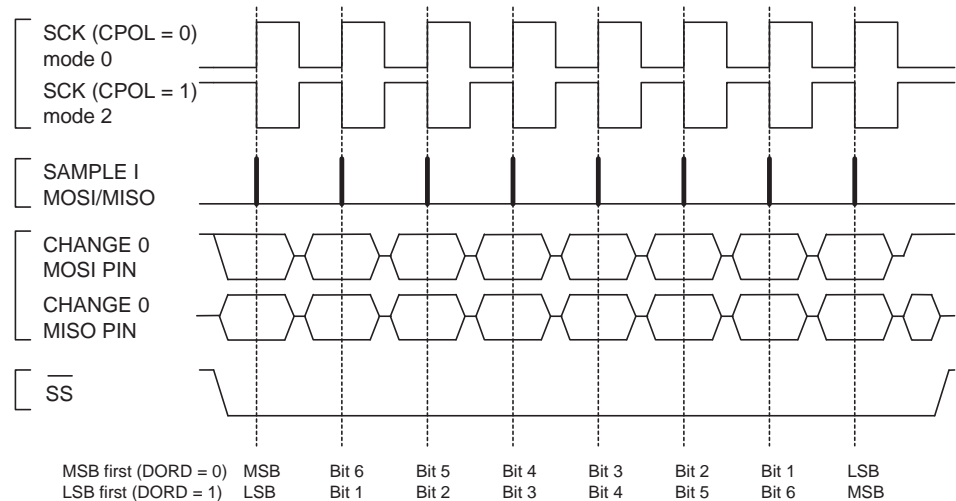 SCK (CPOL = 0)
mode 0
SCK (CPOL = 1)
mode 2
SAMPLE I
MOSI/MISO
CHANGE 0
MOSI PIN
CHANGE 0
MISO PIN
SS
MSB first (DORD = 0) MSB Bit 6 Bit 5 Bit 4 Bit 3 Bit 2 Bit 1 LSB
LSB first (DORD = 1) LSB Bit 1 Bit 2 Bit 3 Bit 4 Bit 5 Bit 6 MSB